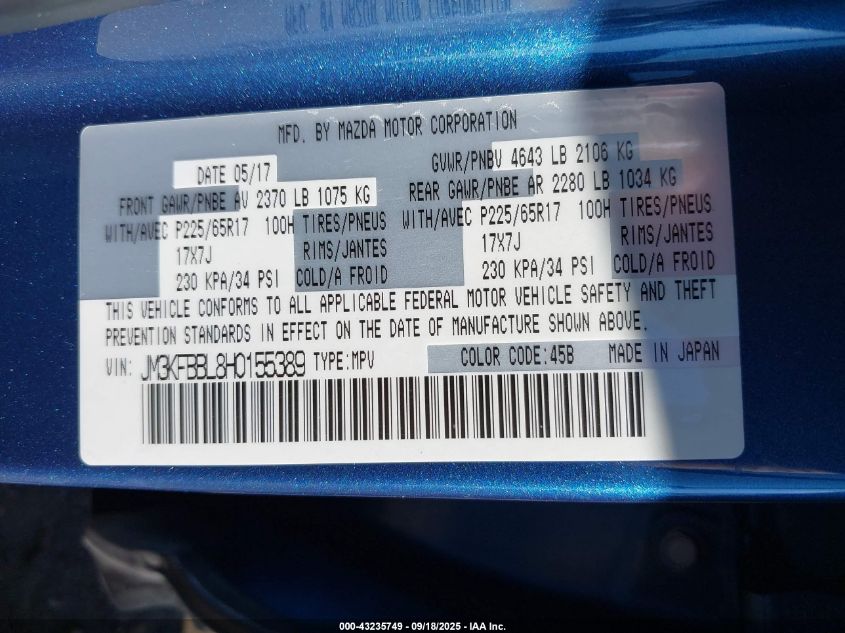 MFD. BY MAZDA MOTOR CORPORATION
DATE 05/17 GVWR/PNBV 4643 LB 2106 KG
FRONT GAWR/PNBE AV 2370 LB 1075 KG REAR GAWR/PNBE AR 2280 LB 1034 KG
WITH/AVEC P225/65R17 100H TIRES/PNEUS WITH/AVEC P225/65R17 100H TIRES/PNEUS
17X7J RIMS/JANTES 17X7J RIMS/JANTES
230 KPA/34 PSI COLD/A FROID 230 KPA/34 PSI COLD/A FROID
THIS VEHICLE CONFORMS TO ALL APPLICABLE FEDERAL MOTOR VEHICLE SAFETY AND THEFT
PREVENTION STANDARDS IN EFFECT ON THE DATE OF MANUFACTURE SHOWN ABOVE.
VIN: JM3KFBBL8H0155389 TYPE:MPV COLOR CODE:45B MADE IN JAPAN
000-43235749 - 09/18/2025 - IAA Inc.